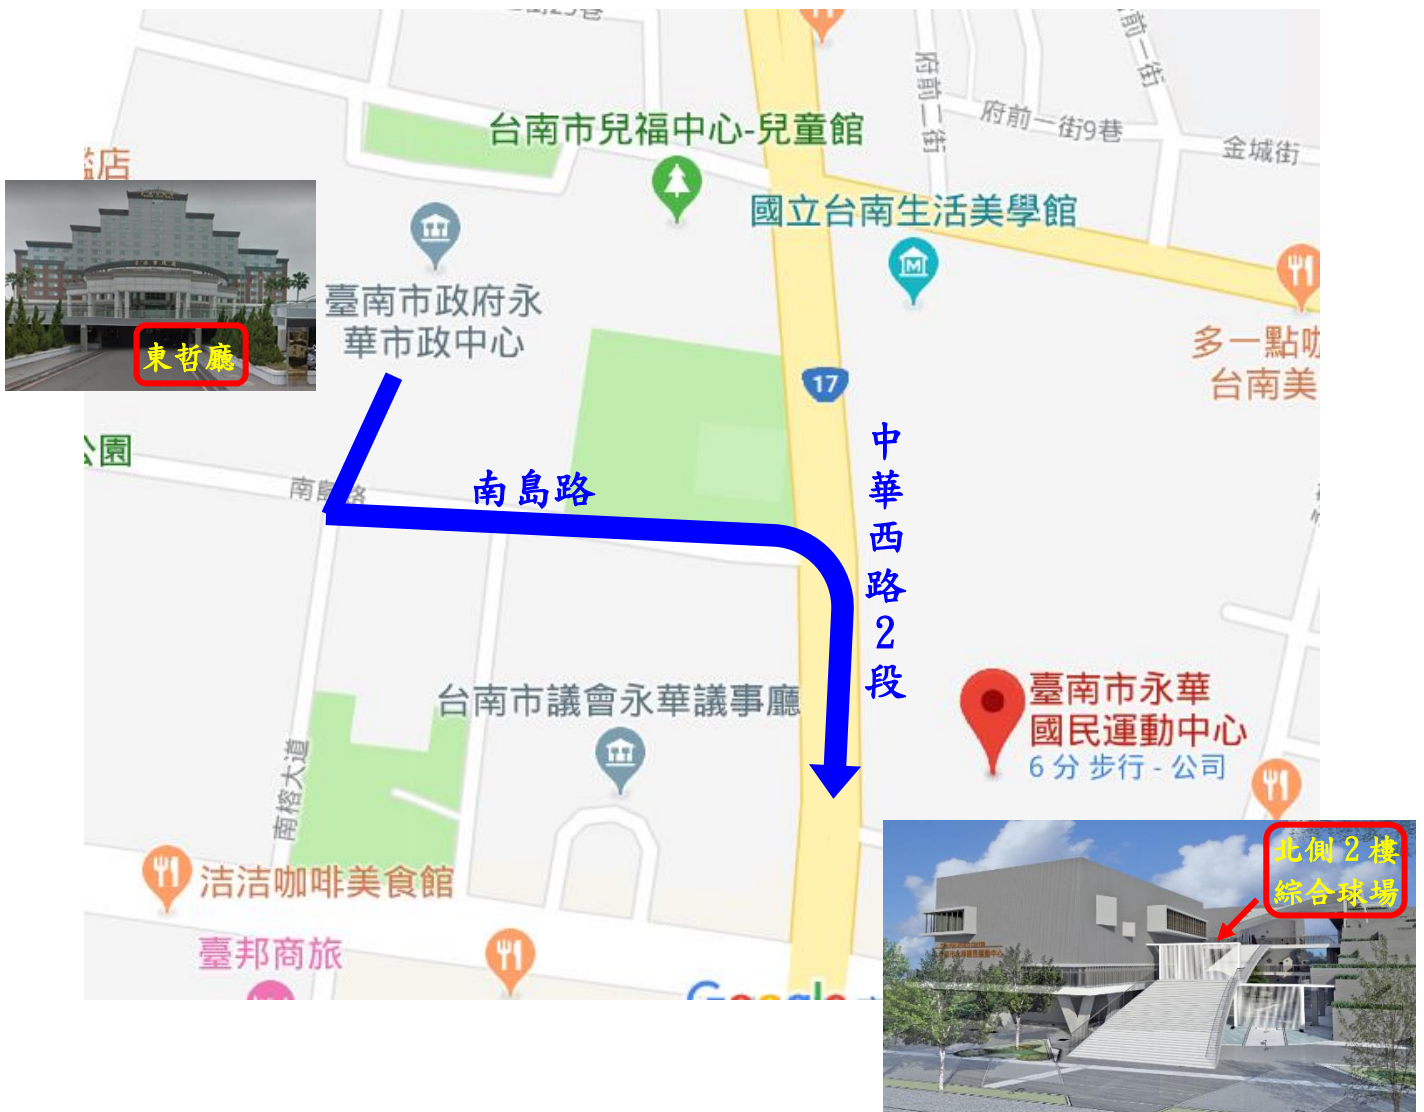 府前一街
府前二街
府前一街9巷
金城街
台南市兒福中心-兒童館
國立台南生活美學館
臺南市政府永
華市政中心
東哲廳
17
多一點咖
台南美
公園
南島路
南島路
中華西路2段
台南市議會永華議事廳
臺南市永華
國民運動中心
6 分 步行 - 公司
南榕大道
洁洁咖啡美食館
臺邦商旅
Google
北側2樓
綜合球場